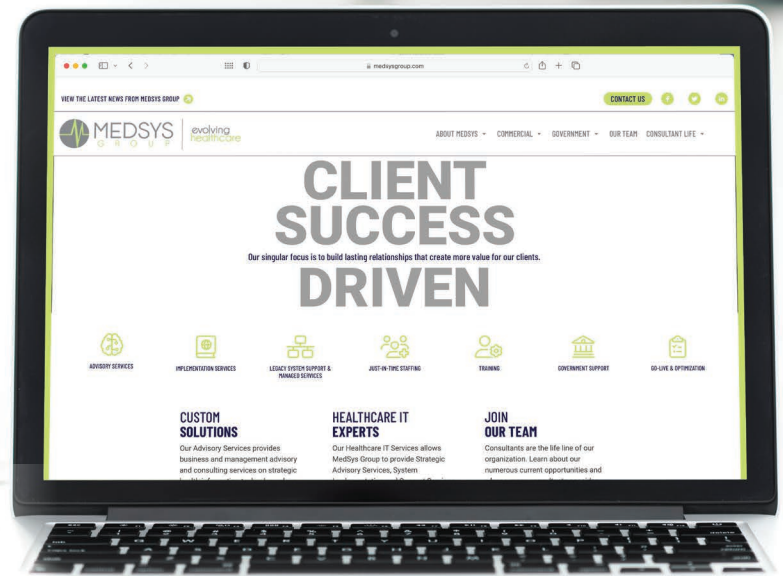 medsysgroup.com
VIEW THE LATEST NEWS FROM MEDSYS GROUP
CONTACT US
MEDSYS
GROUP
evolving
healthcare
ABOUT MEDSYS
COMMERCIAL
GOVERNMENT
OUR TEAM
CONSULTANT LIFE
CLIENT
SUCCESS
Our singular focus is to build lasting relationships that create more value for our clients.
DRIVEN
ADVISORY SERVICES
IMPLEMENTATION SERVICES
LEGACY SYSTEM SUPPORT &
MANAGED SERVICES
JUST-IN-TIME STAFFING
TRAINING
GOVERNMENT SUPPORT
GO-LIVE & OPTIMIZATION
CUSTOM
SOLUTIONS
Our Advisory Services provides
business and management advisory
and consulting services on strategic
HEALTHCARE IT
EXPERTS
Our Healthcare IT Services allows
MedSys Group to provide Strategic
Advisory Services, System
JOIN
OUR TEAM
Consultants are the life line of our
organization. Learn about our
numerous current opportunities and